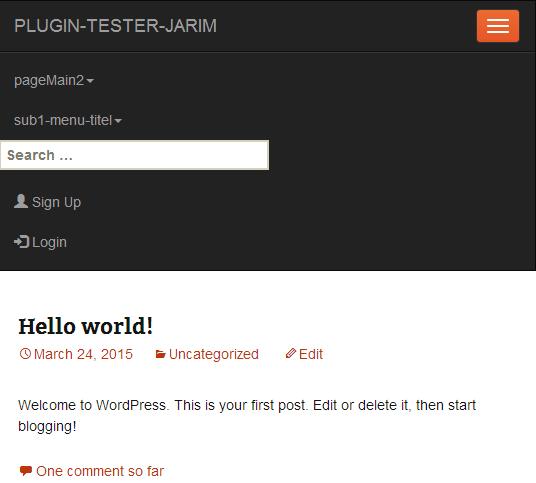 PLUGIN-TESTER-JARIM
pageMain2
sub1-menu-titel
Search ...
Sign Up
Login
Hello world!
March 24, 2015 Uncategorized Edit
Welcome to WordPress. This is your first post. Edit or delete it, then start
blogging!
One comment so far